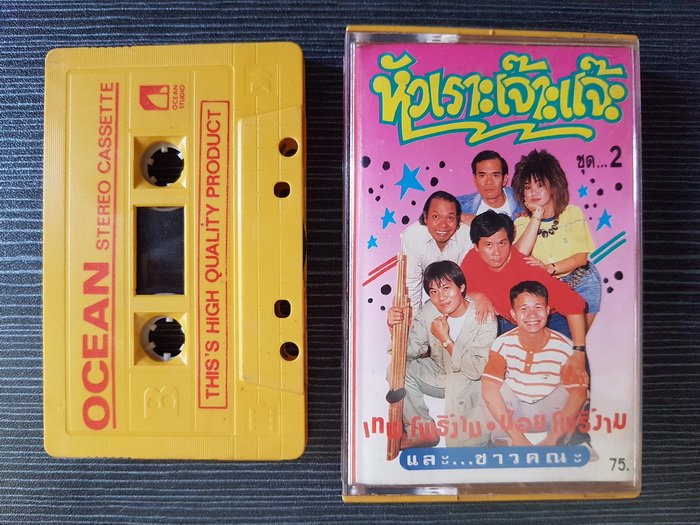 OCEAN
STEREO CASSETTE
OCEAN
STUDIO
THIS'S HIGH QUALITY PRODUCT
B
หัวเราะเจ๊าะแจ๊ะ
ชุด...2
เทพ โพธิ์งาม • น้อย โพธิ์งาม
และ...ชาวคณะ
75.